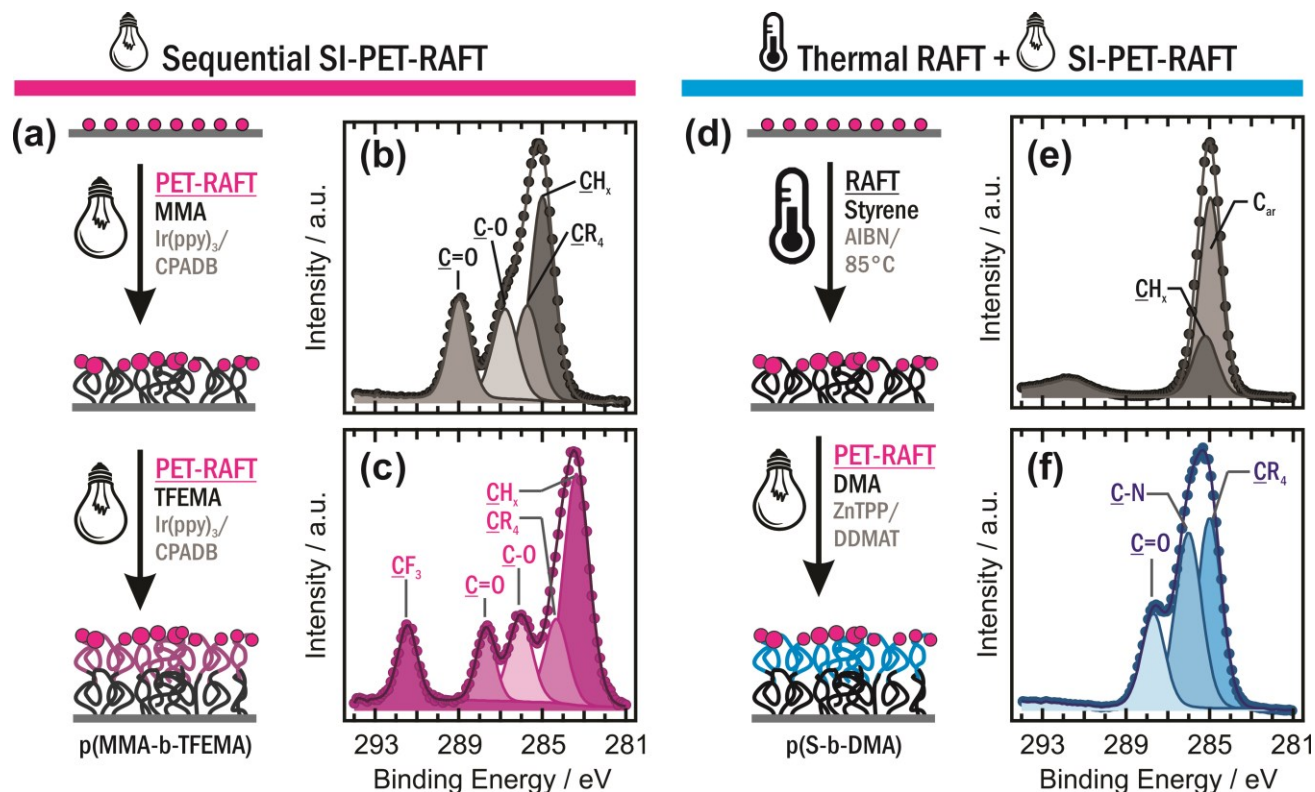 Sequential SI-PET-RAFT
Thermal RAFT + SI-PET-RAFT
(a)
PET-RAFT
MMA
Ir(ppy)₃/
CPADB
PET-RAFT
TFEMA
Ir(ppy)₃/
CPADB
p(MMA-b-TFEMA)
(b)
Intensity / a.u.
C=O
C-O
CHₓ
CR₄
(c)
Intensity / a.u.
CF₃
C=O
C-O
CR₄
CHₓ
293 289 285 281
Binding Energy / eV
(d)
RAFT
Styrene
AIBN/
85°C
PET-RAFT
DMA
ZnTPP/
DDMAT
p(S-b-DMA)
(e)
Intensity / a.u.
CHₓ
Cₐᵣ
(f)
Intensity / a.u.
C=O
C-N
CR₄
293 289 285 281
Binding Energy / eV